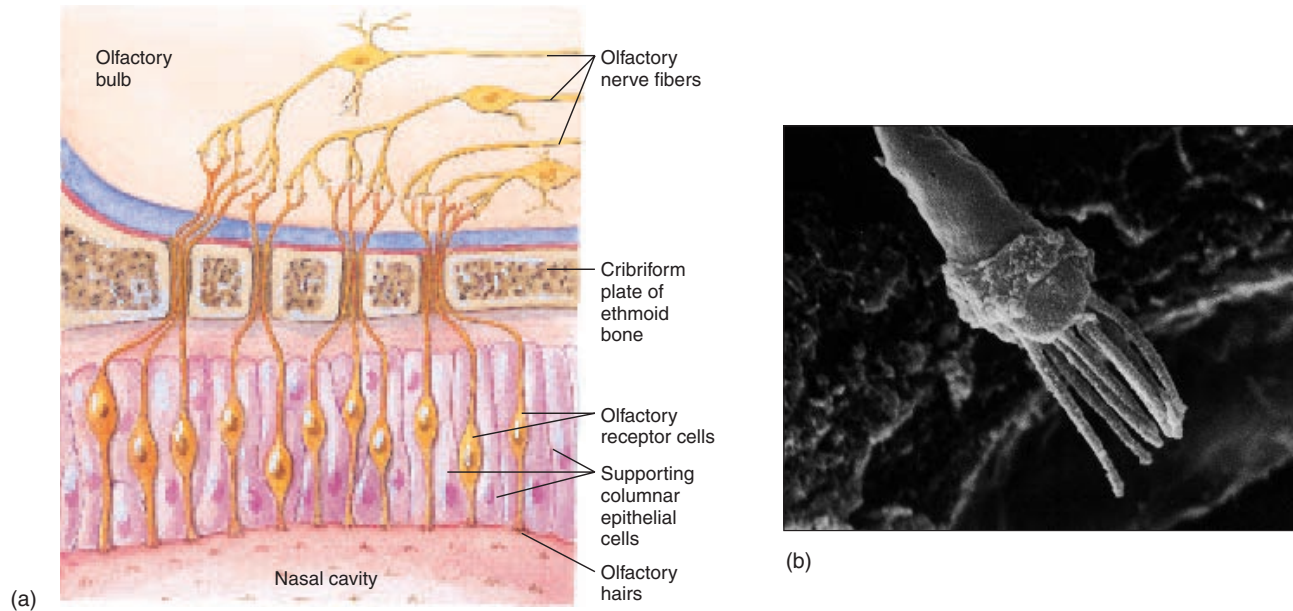 Olfactory
bulb
Olfactory
nerve fibers
Cribriform
plate of
ethmoid
bone
Olfactory
receptor cells
Supporting
columnar
epithelial
cells
Olfactory
hairs
Nasal cavity
(a)
(b)